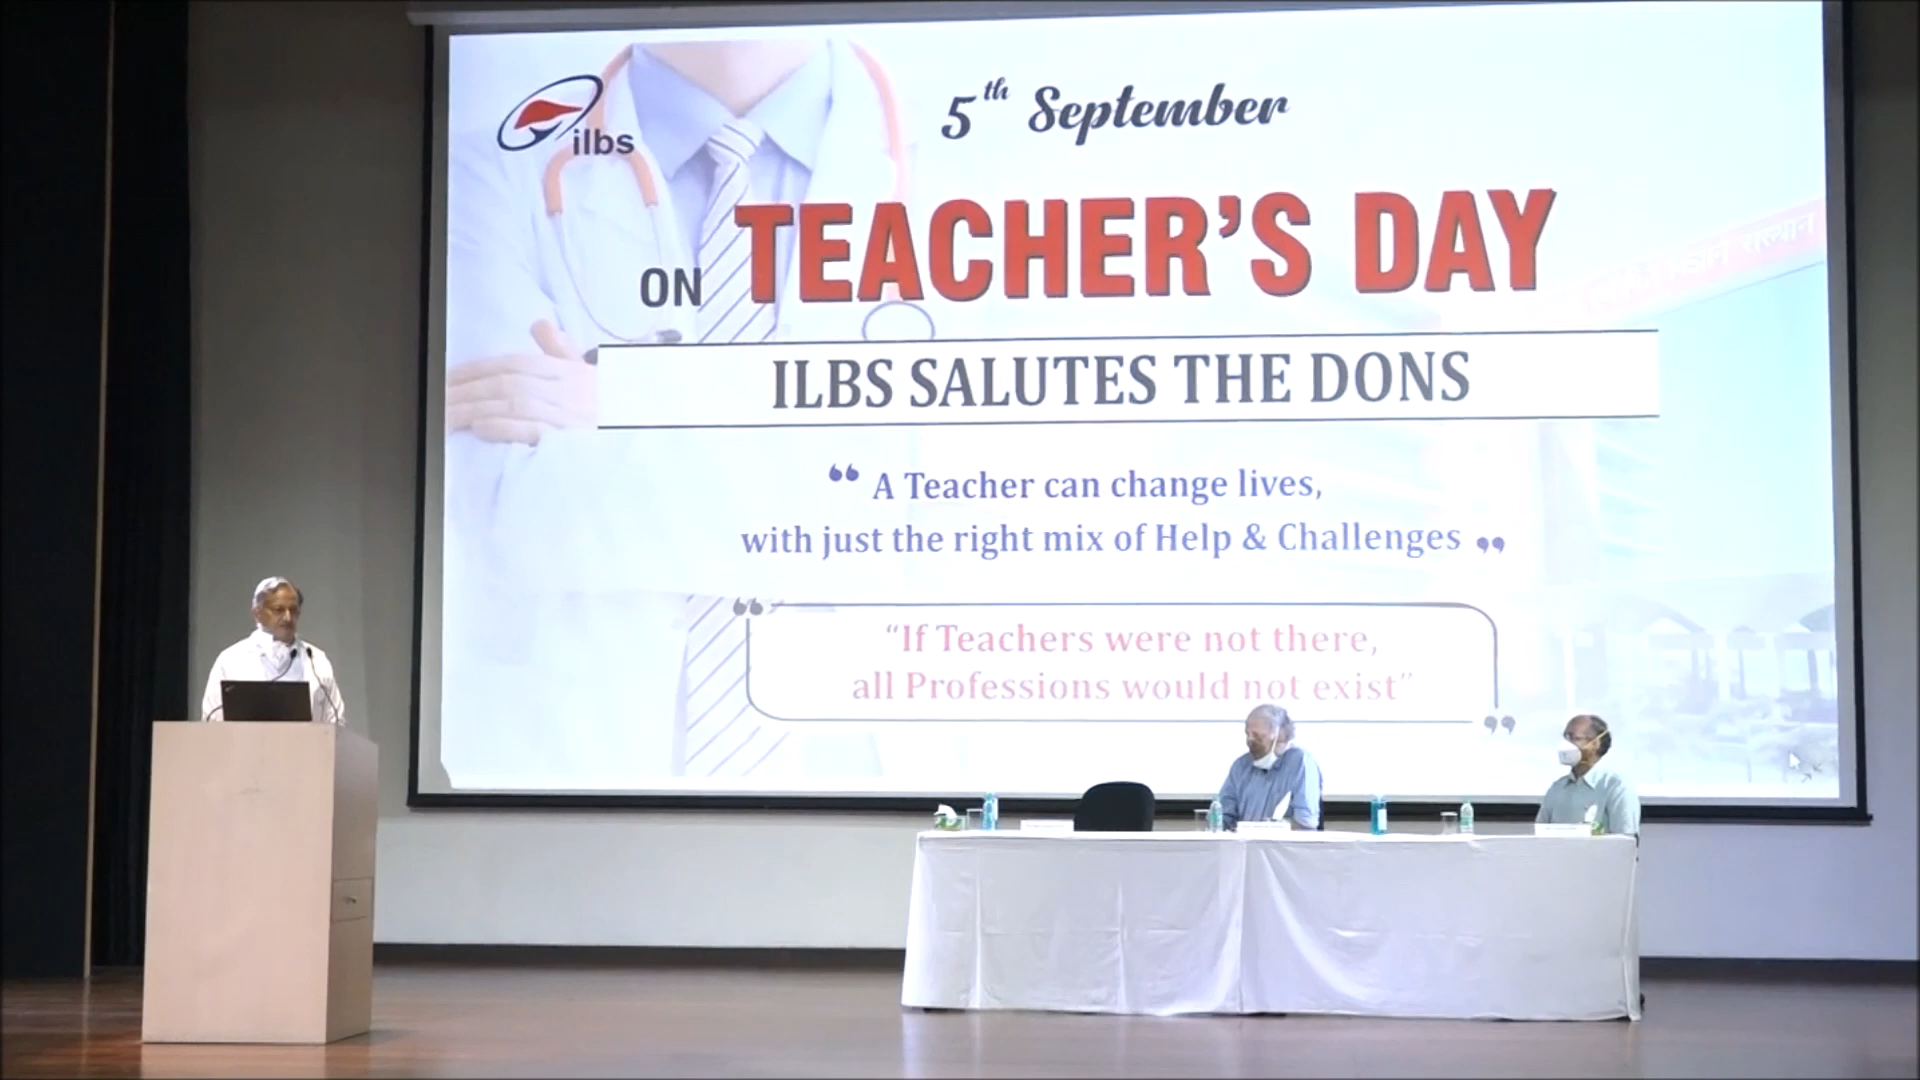 ilbs
5th September
ON TEACHER'S DAY
ILBS SALUTES THE DONS
“ A Teacher can change lives,
with just the right mix of Help & Challenges ”
“
“If Teachers were not there,
all Professions would not exist”
”
संस्थान